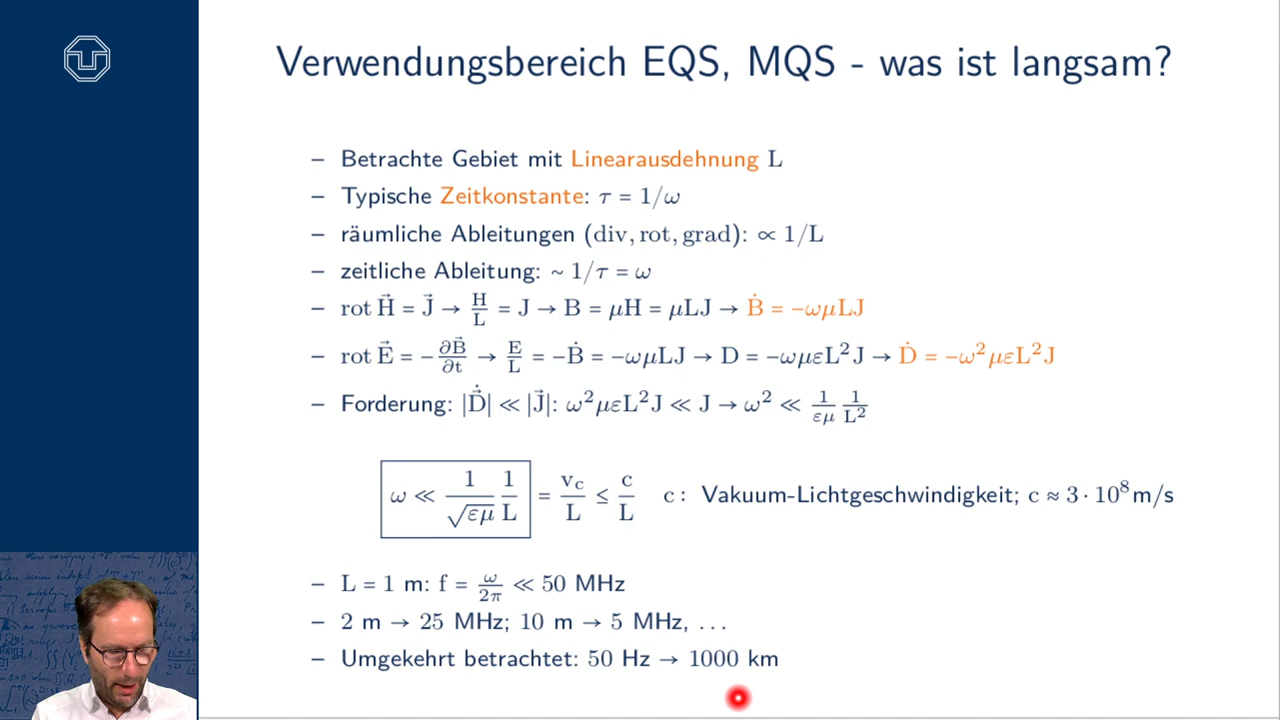 Verwendungsbereich EQS, MQS - was ist langsam?
– Betrachte Gebiet mit Linearausdehnung L
– Typische Zeitkonstante: τ = 1/ω
– räumliche Ableitungen (div, rot, grad): ∝ 1/L
– zeitliche Ableitung: ~ 1/τ = ω
– rot H⃗ = J⃗ → H/L = J → B = μH = μLJ → Ḃ = −ωμLJ
– rot E⃗ = −∂B⃗/∂t → E/L = −Ḃ = −ωμLJ → D = −ωμεL²J → Ḋ = −ω²μεL²J
– Forderung: |D⃗̇| ≪ |J⃗|: ω²μεL²J ≪ J → ω² ≪ 1/εμ 1/L²
ω ≪ 1/√εμ 1/L = v_c/L ≤ c/L c : Vakuum-Lichtgeschwindigkeit; c ≈ 3 · 10⁸ m/s
– L = 1 m: f = ω/2π ≪ 50 MHz
– 2 m → 25 MHz; 10 m → 5 MHz, ...
– Umgekehrt betrachtet: 50 Hz → 1000 km